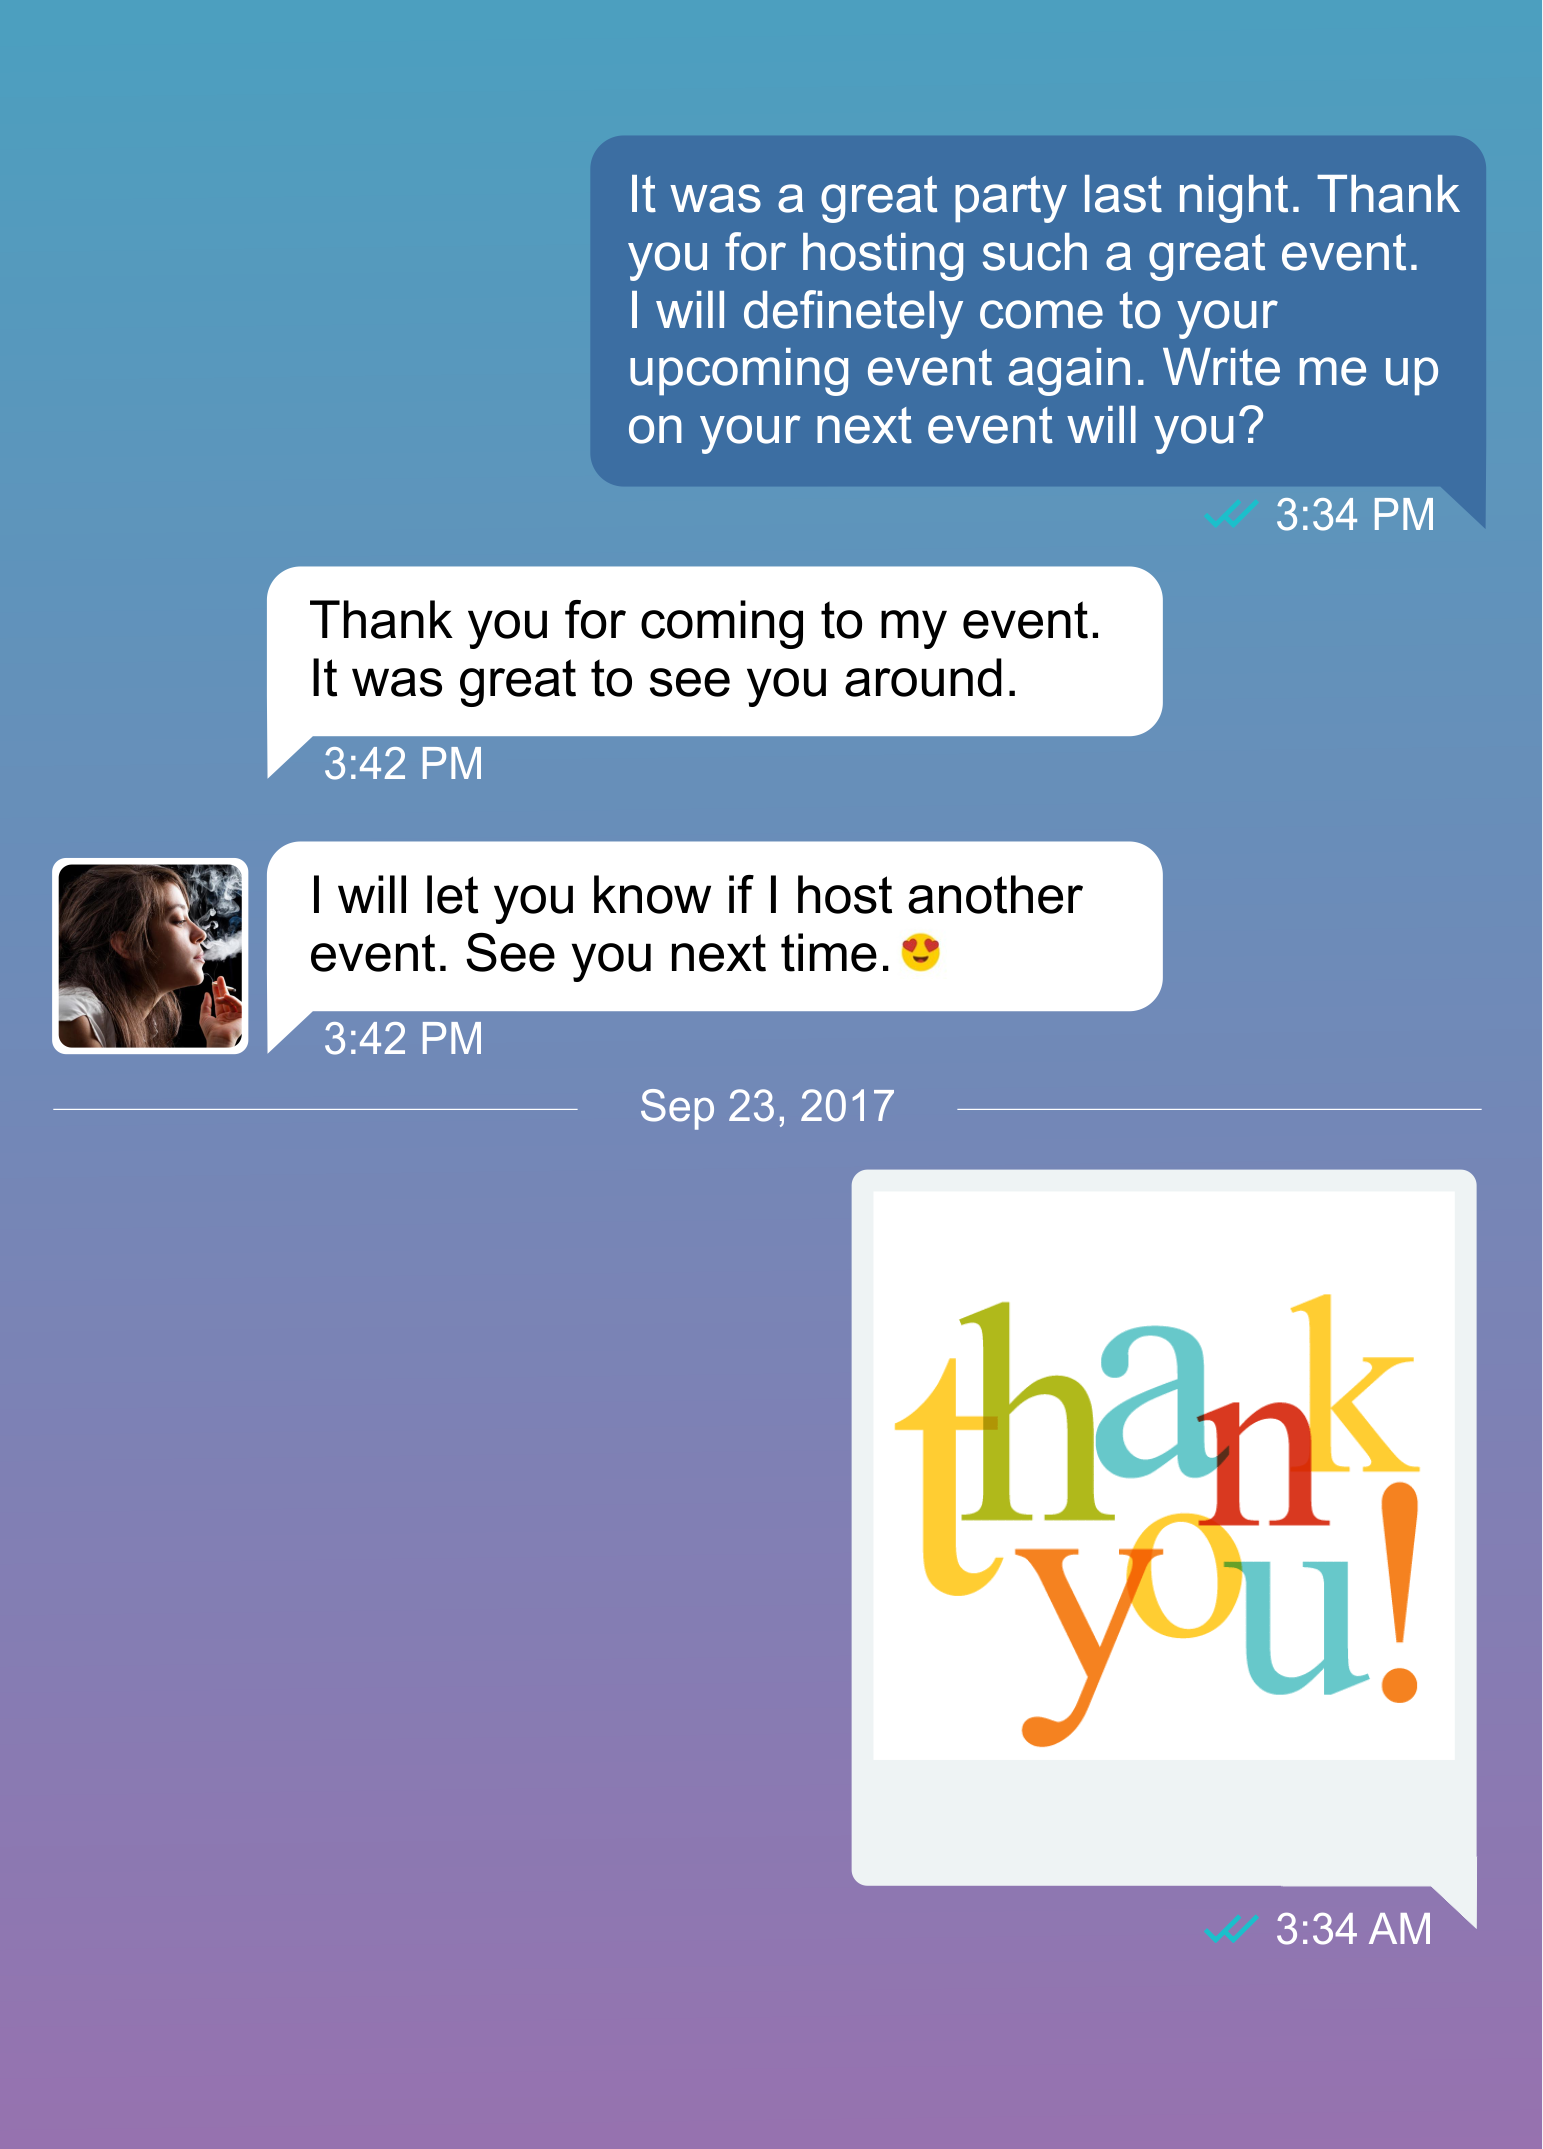 It was a great party last night. Thank
you for hosting such a great event.
I will definetely come to your
upcoming event again. Write me up
on your next event will you?
3:34 PM
Thank you for coming to my event.
It was great to see you around.
3:42 PM
I will let you know if I host another
event. See you next time.😍
3:42 PM
Sep 23, 2017
thank
you!
3:34 AM